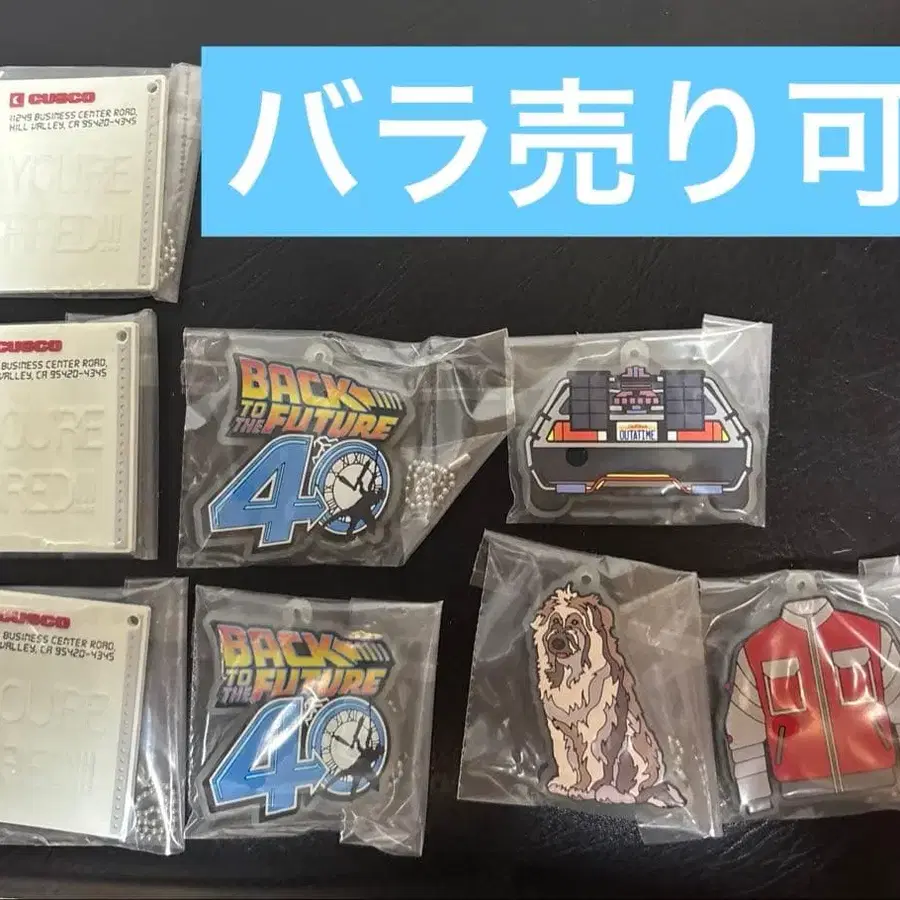 バラ売り可
CUSCO
11249 BUSINESS CENTER ROAD,
HILL VALLEY, CA 95420-4345
YOU'RE
CUSCO
BUSINESS CENTER ROAD,
VALLEY, CA 95420-4345
BACK
TO THE FUTURE
40
OUTATIME
CUSCO
BUSINESS CENTER ROAD,
VALLEY, CA 95420-4345
BACK
TO THE FUTURE
40